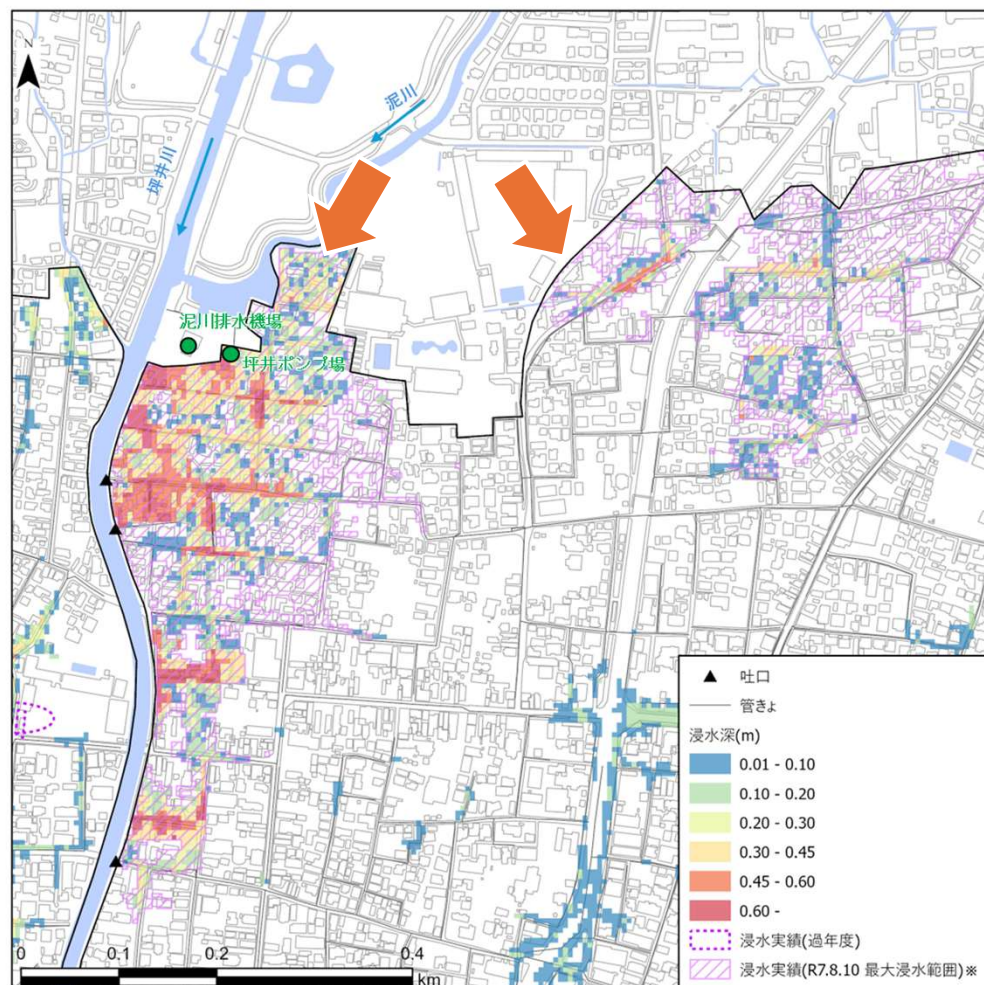 N
泥川
坪井川
泥川排水機場
坪井ポンプ場
吐口
管きょ
浸水深(m)
0.01 - 0.10
0.10 - 0.20
0.20 - 0.30
0.30 - 0.45
0.45 - 0.60
0.60 -
浸水実績(過年度)
浸水実績(R7.8.10 最大浸水範囲)※
0 0.1 0.2 0.4
km